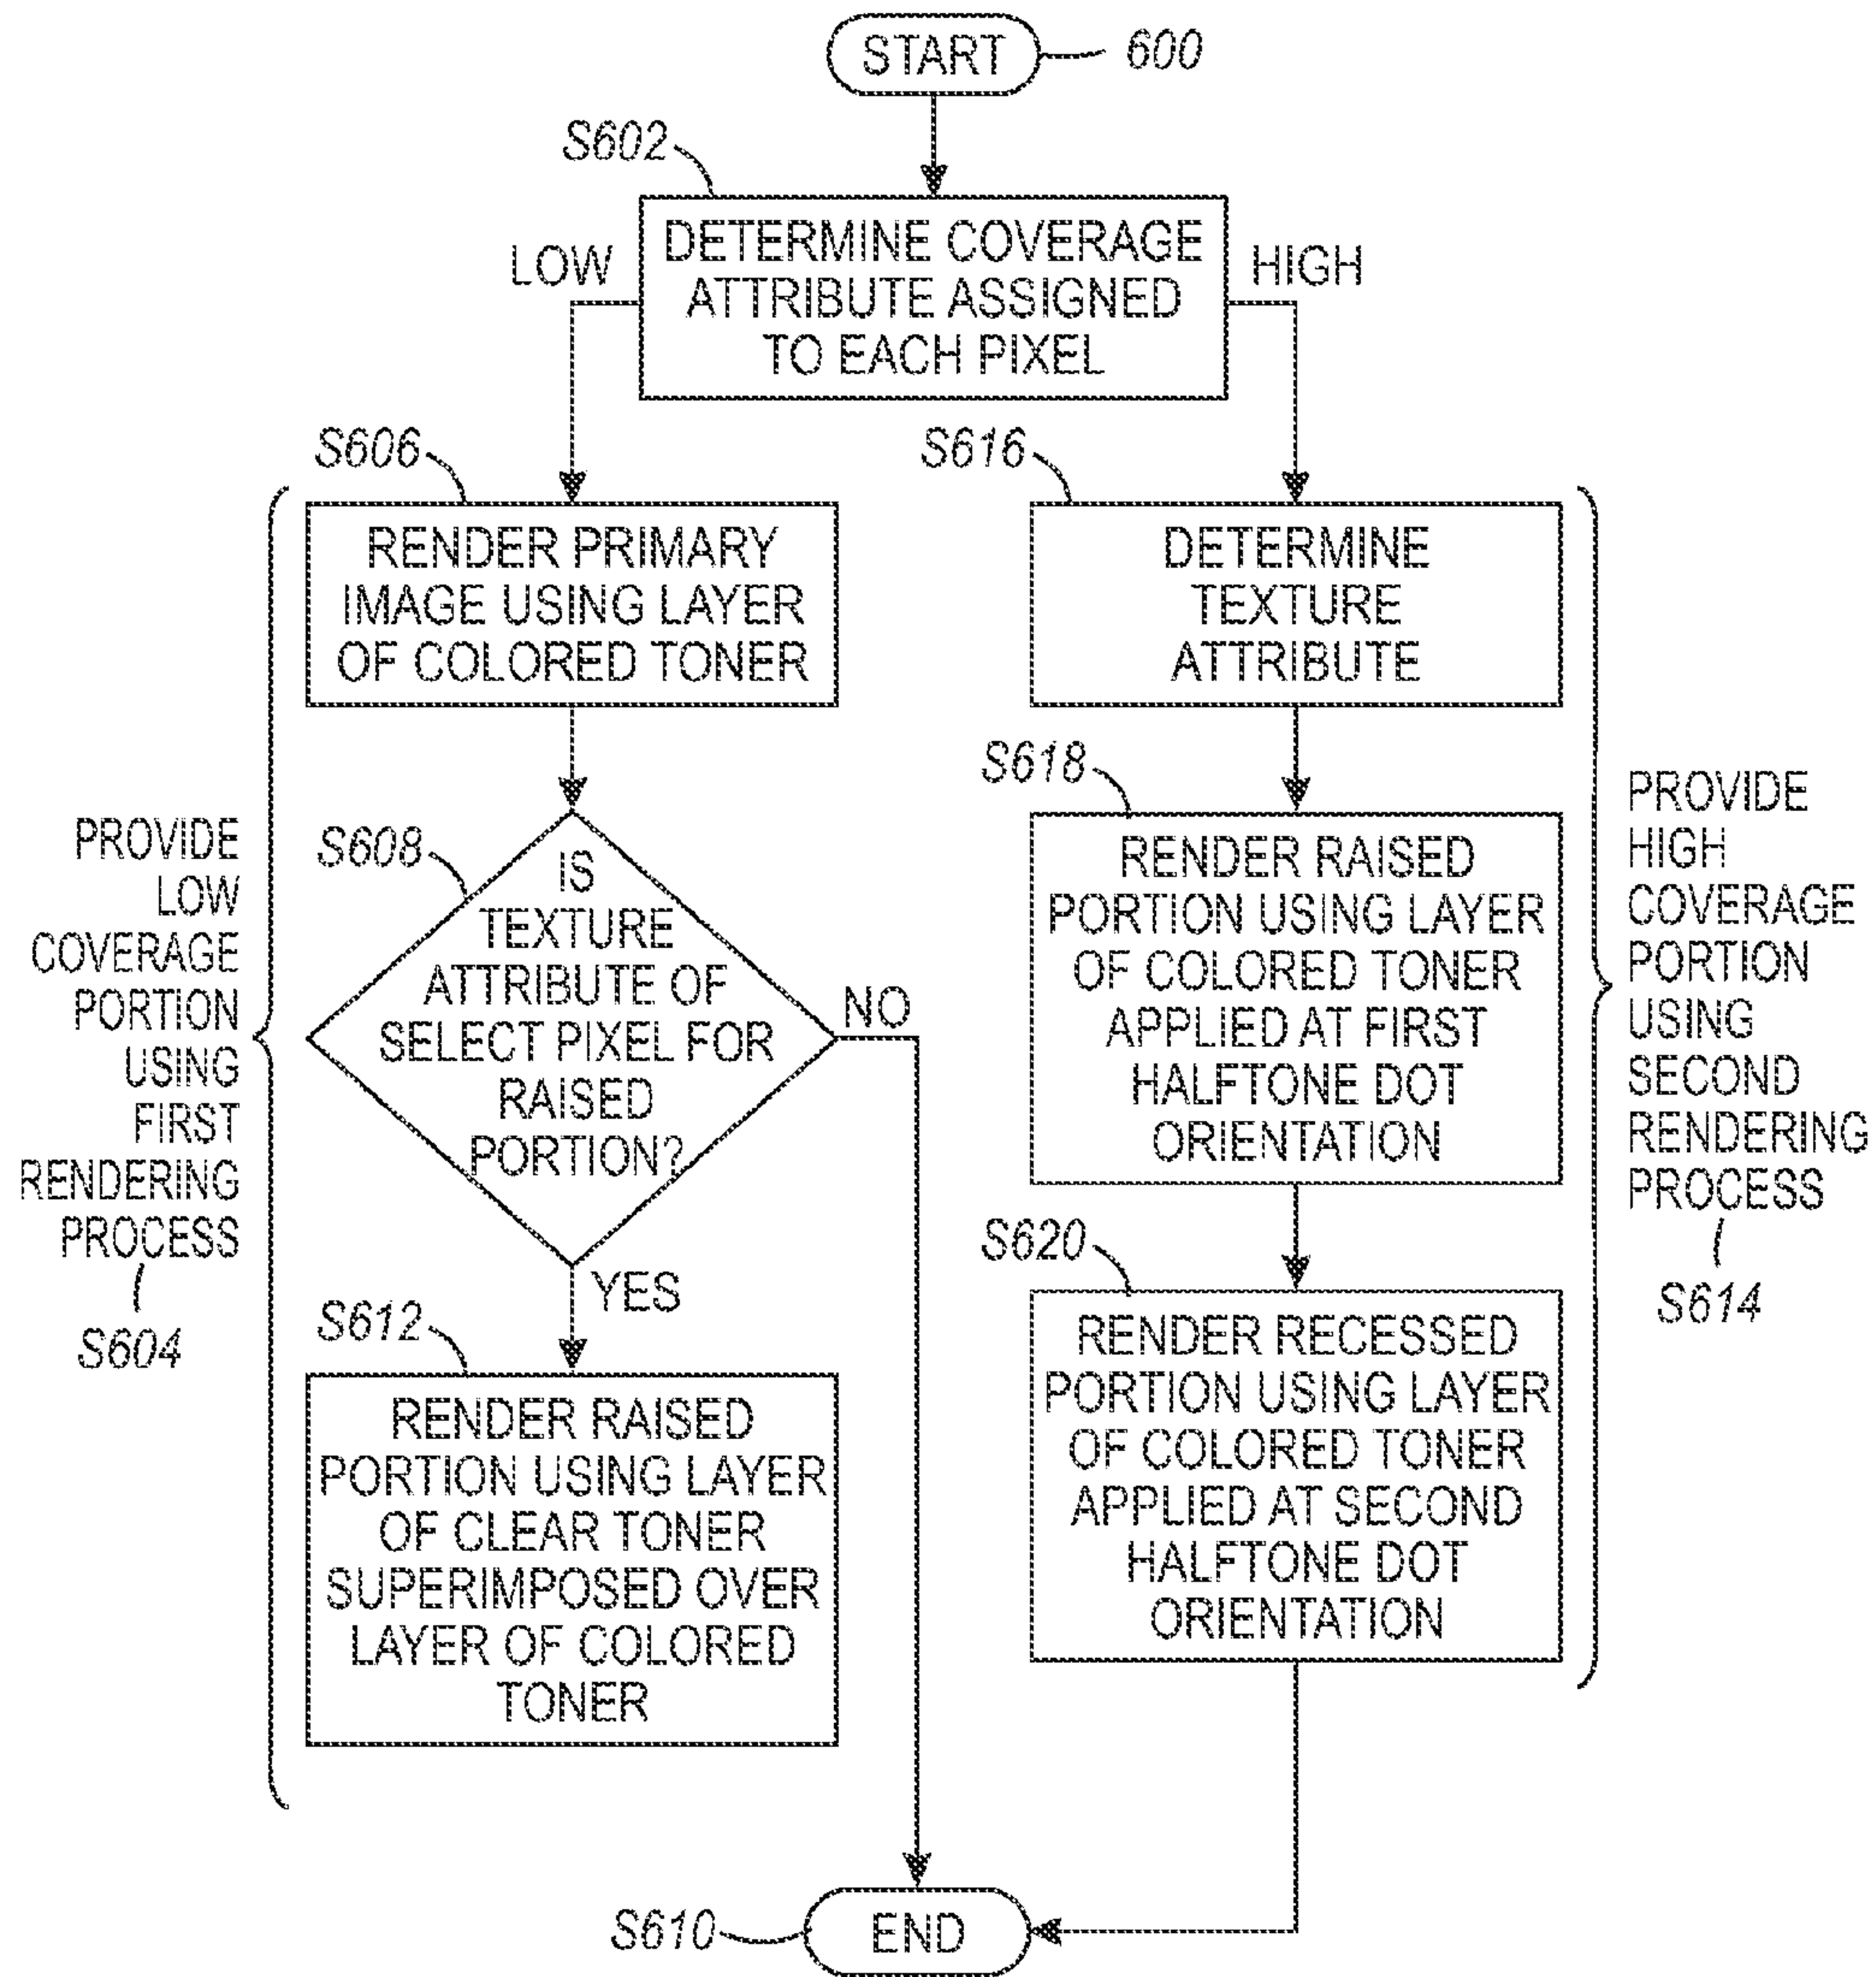 START
600
S602
DETERMINE COVERAGE
ATTRIBUTE ASSIGNED
TO EACH PIXEL
LOW
HIGH
S606
RENDER PRIMARY
IMAGE USING LAYER
OF COLORED TONER
S608
IS
TEXTURE
ATTRIBUTE OF
SELECT PIXEL FOR
RAISED
PORTION?
NO
YES
S612
RENDER RAISED
PORTION USING LAYER
OF CLEAR TONER
SUPERIMPOSED OVER
LAYER OF COLORED
TONER
PROVIDE
LOW
COVERAGE
PORTION
USING
FIRST
RENDERING
PROCESS
S604
S616
DETERMINE
TEXTURE
ATTRIBUTE
S618
RENDER RAISED
PORTION USING LAYER
OF COLORED TONER
APPLIED AT FIRST
HALFTONE DOT
ORIENTATION
S620
RENDER RECESSED
PORTION USING LAYER
OF COLORED TONER
APPLIED AT SECOND
HALFTONE DOT
ORIENTATION
PROVIDE
HIGH
COVERAGE
PORTION
USING
SECOND
RENDERING
PROCESS
S614
S610
END